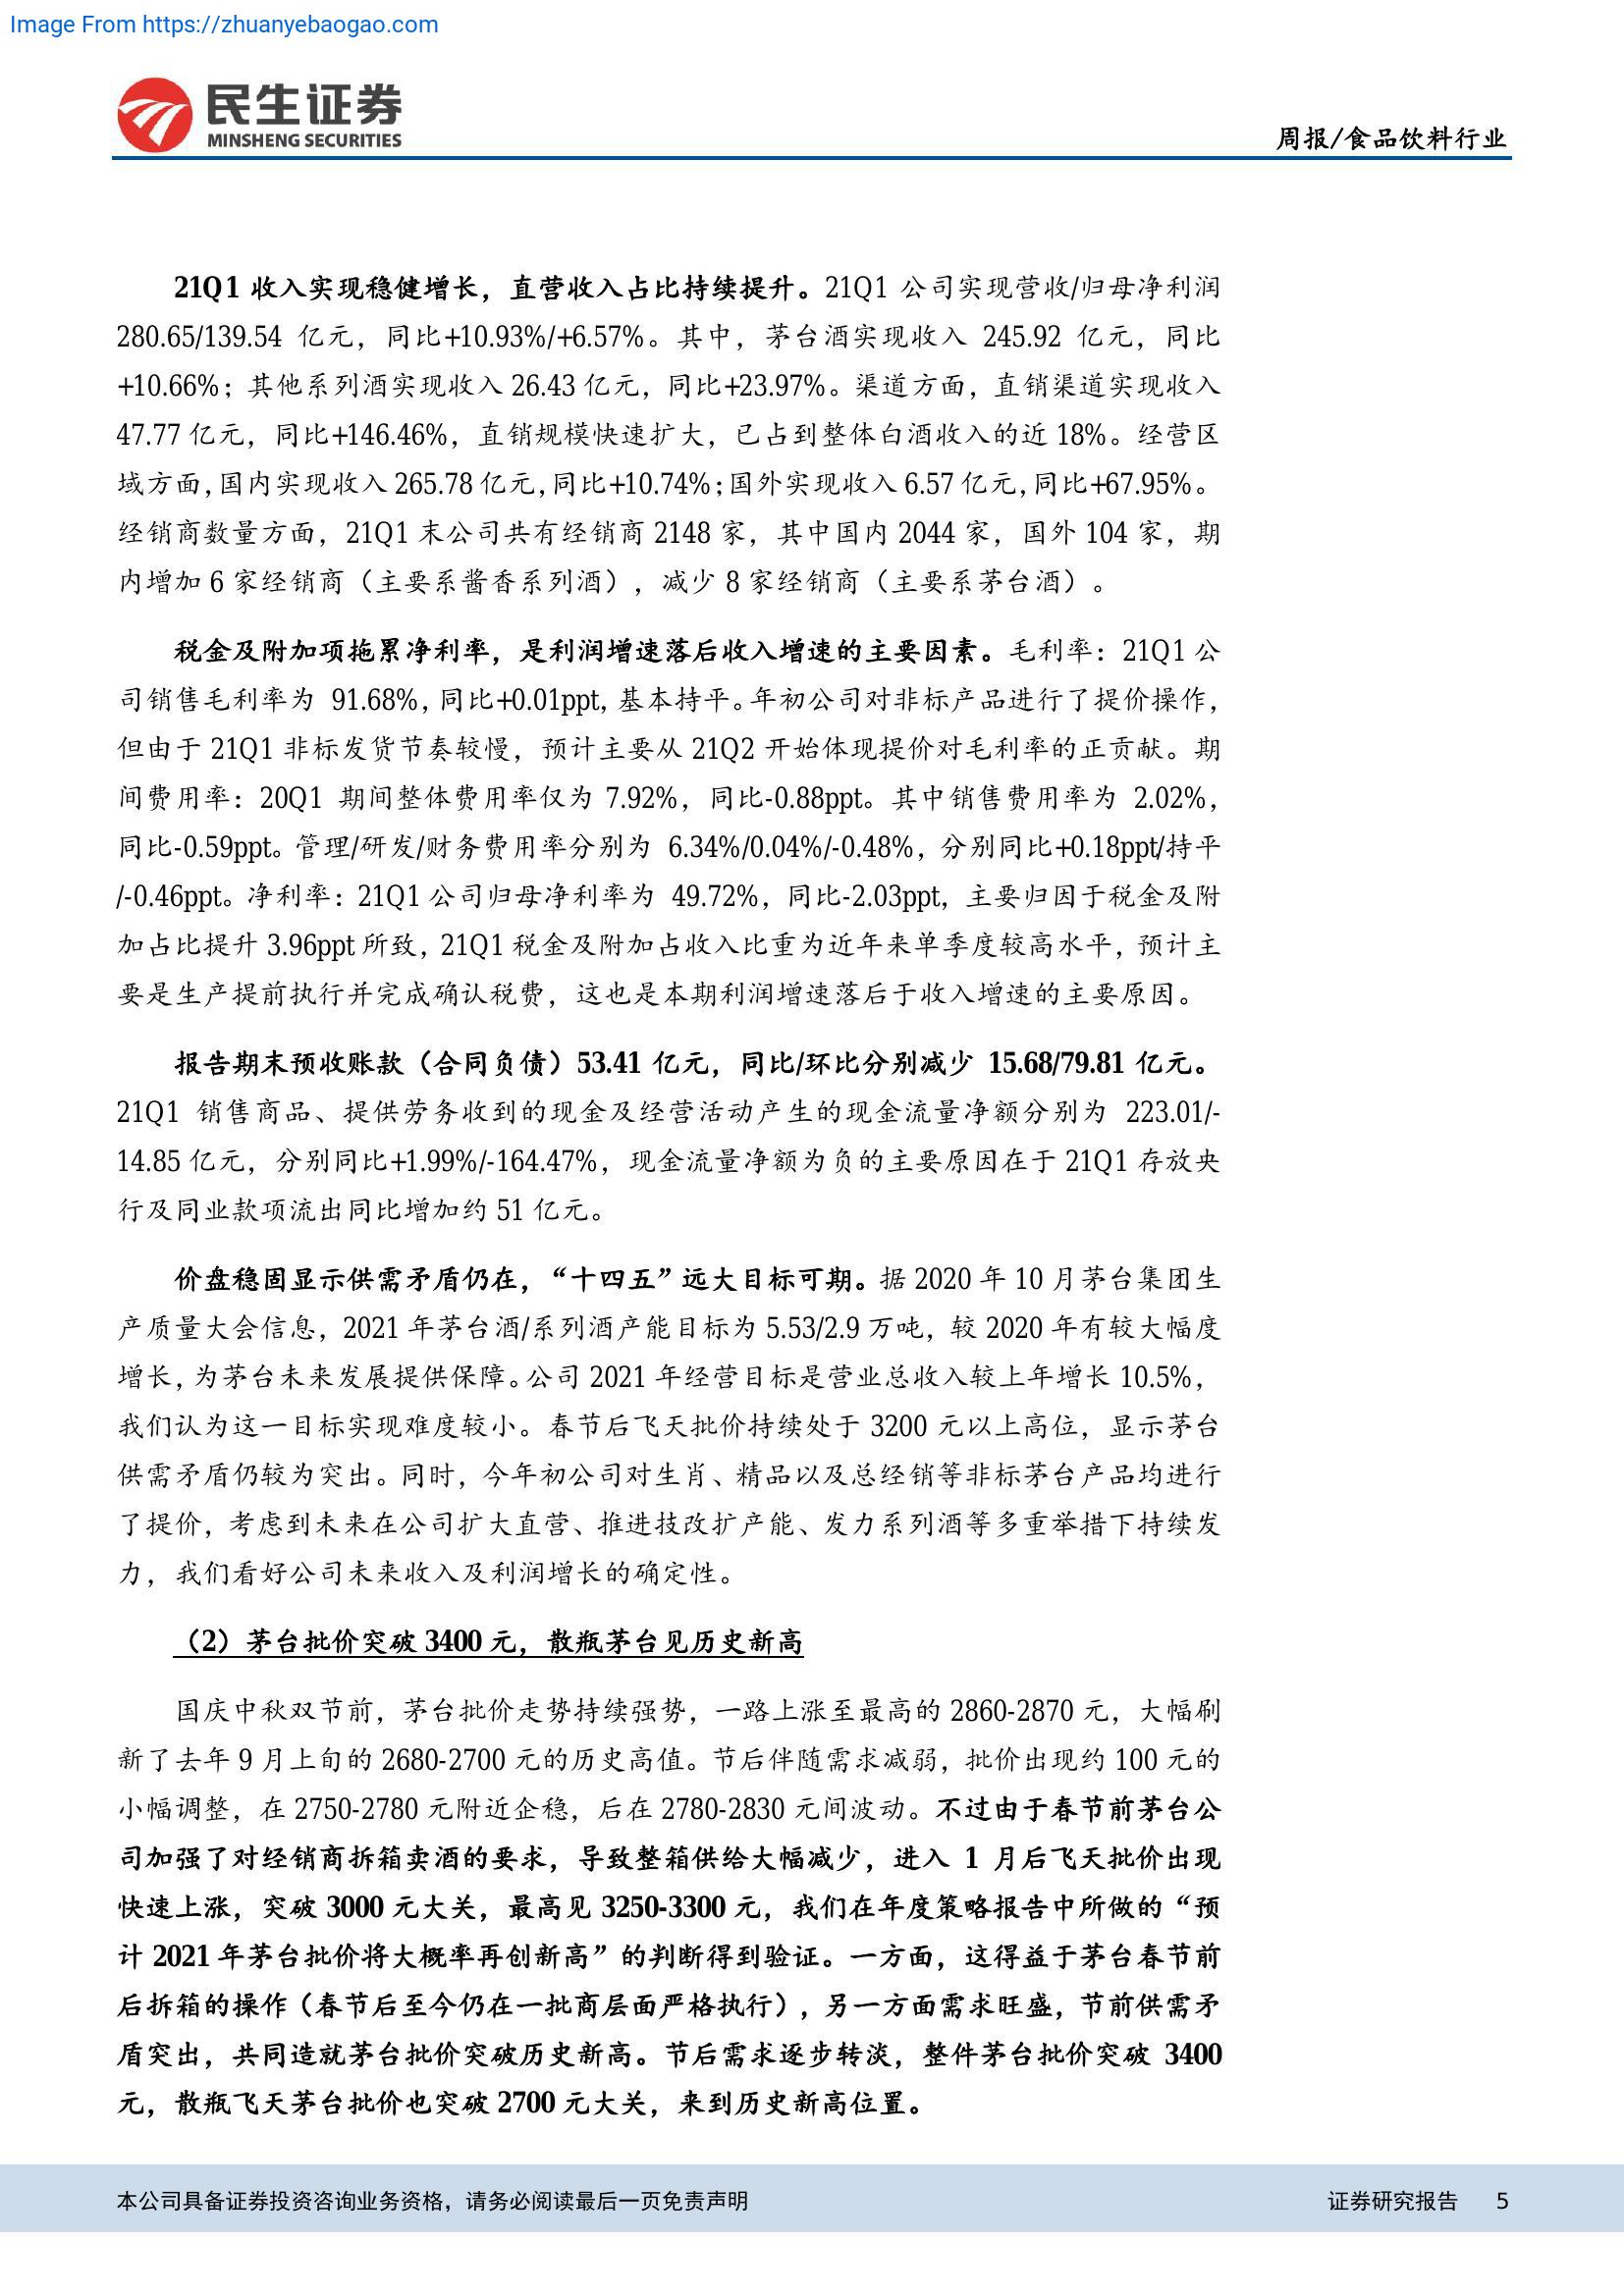 Image From https://zhuanyebaogao.com
民生证券
MINSHENG SECURITIES
周报/食品饮料行业
21Q1 收入实现稳健增长，直营收入占比持续提升。21Q1 公司实现营收/归母净利润
280.65/139.54 亿元，同比+10.93%/+6.57%。其中，茅台酒实现收入 245.92 亿元，同比
+10.66%；其他系列酒实现收入 26.43 亿元，同比+23.97%。渠道方面，直销渠道实现收入
47.77 亿元，同比+146.46%，直销规模快速扩大，已占到整体白酒收入的近 18%。经营区
域方面，国内实现收入 265.78 亿元，同比+10.74%；国外实现收入 6.57 亿元，同比+67.95%。
经销商数量方面，21Q1 末公司共有经销商 2148 家，其中国内 2044 家，国外 104 家，期
内增加 6 家经销商（主要系酱香系列酒），减少 8 家经销商（主要系茅台酒）。
税金及附加项拖累净利率，是利润增速落后收入增速的主要因素。毛利率：21Q1 公
司销售毛利率为 91.68%，同比+0.01ppt，基本持平。年初公司对非标产品进行了提价操作，
但由于 21Q1 非标发货节奏较慢，预计主要从 21Q2 开始体现提价对毛利率的正贡献。期
间费用率：20Q1 期间整体费用率仅为 7.92%，同比-0.88ppt。其中销售费用率为 2.02%，
同比-0.59ppt。管理/研发/财务费用率分别为 6.34%/0.04%/-0.48%，分别同比+0.18ppt/持平
/-0.46ppt。净利率：21Q1 公司归母净利率为 49.72%，同比-2.03ppt，主要归因于税金及附
加占比提升 3.96ppt 所致，21Q1 税金及附加占收入比重为近年来单季度较高水平，预计主
要是生产提前执行并完成确认税费，这也是本期利润增速落后于收入增速的主要原因。
报告期末预收账款（合同负债）53.41 亿元，同比/环比分别减少 15.68/79.81 亿元。
21Q1 销售商品、提供劳务收到的现金及经营活动产生的现金流量净额分别为 223.01/-
14.85 亿元，分别同比+1.99%/-164.47%，现金流量净额为负的主要原因在于 21Q1 存放央
行及同业款项流出同比增加约 51 亿元。
价盘稳固显示供需矛盾仍在，“十四五”远大目标可期。据 2020 年 10 月茅台集团生
产质量大会信息，2021 年茅台酒/系列酒产能目标为 5.53/2.9 万吨，较 2020 年有较大幅度
增长，为茅台未来发展提供保障。公司 2021 年经营目标是营业总收入较上年增长 10.5%，
我们认为这一目标实现难度较小。春节后飞天批价持续处于 3200 元以上高位，显示茅台
供需矛盾仍较为突出。同时，今年初公司对生肖、精品以及总经销等非标茅台产品均进行
了提价，考虑到未来在公司扩大直营、推进技改扩产能、发力系列酒等多重举措下持续发
力，我们看好公司未来收入及利润增长的确定性。
（2）茅台批价突破 3400 元，散瓶茅台见历史新高
国庆中秋双节前，茅台批价走势持续强势，一路上涨至最高的 2860-2870 元，大幅刷
新了去年 9 月上旬的 2680-2700 元的历史高值。节后伴随需求减弱，批价出现约 100 元的
小幅调整，在 2750-2780 元附近企稳，后在 2780-2830 元间波动。不过由于春节前茅台公
司加强了对经销商拆箱卖酒的要求，导致整箱供给大幅减少，进入 1 月后飞天批价出现
快速上涨，突破 3000 元大关，最高见 3250-3300 元，我们在年度策略报告中所做的“预
计 2021 年茅台批价将大概率再创新高”的判断得到验证。一方面，这得益于茅台春节前
后拆箱的操作（春节后至今仍在一批商层面严格执行），另一方面需求旺盛，节前供需矛
盾突出，共同造就茅台批价突破历史新高。节后需求逐步转淡，整件茅台批价突破 3400
元，散瓶飞天茅台批价也突破 2700 元大关，来到历史新高位置。
本公司具备证券投资咨询业务资格，请务必阅读最后一页免责声明
证券研究报告 5